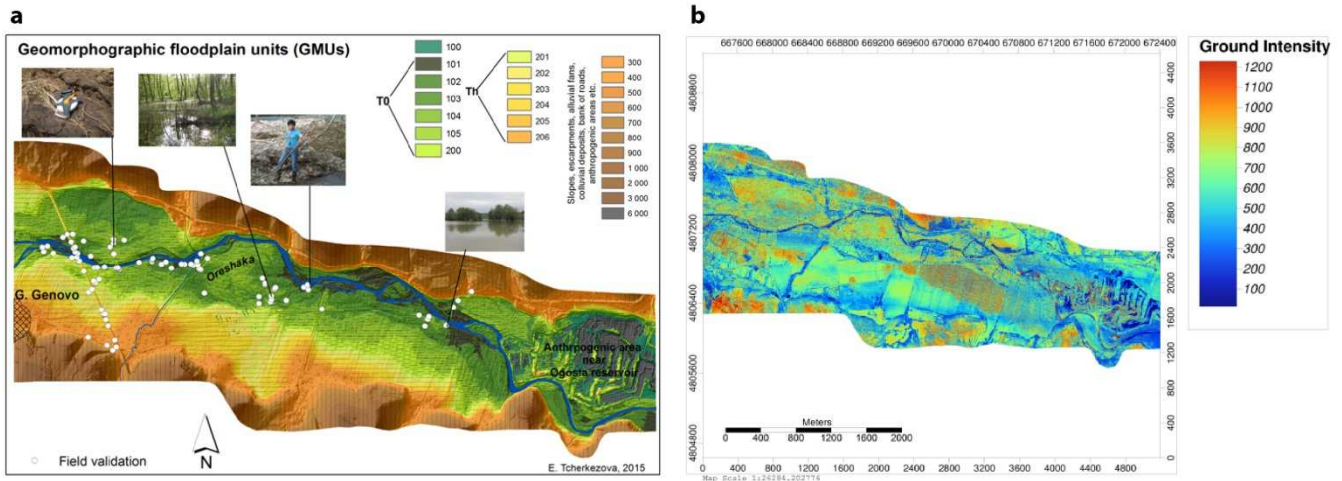 a
Geomorphographic floodplain units (GMUs)
T0
100
101
102
103
104
105
200
Th
201
202
203
204
205
206
Slopes, escarpments, alluvial fans,
colluvial deposits, bank of roads,
anthropogenic areas etc.
300
400
500
600
700
800
900
1 000
2 000
3 000
6 000
Oreshaka
G. Genovo
Anthrpogenic area
near
Ogosta reservoir
N
Field validation
E. Tcherkezova, 2015
b
667600 668000 668400 668800 669200 669600 670000 670400 670800 671200 671600 672000 672400
4808800
4808000
4807200
4806400
4805600
4804800
4400
4000
3600
3200
2800
2400
2000
1600
1200
800
400
0
Meters
0 400 800 1200 1600 2000
0 400 800 1200 1600 2000 2400 2800 3200 3600 4000 4400 4800
Map Scale 1:26284.202776
Ground Intensity
1200
1100
1000
900
800
700
600
500
400
300
200
100